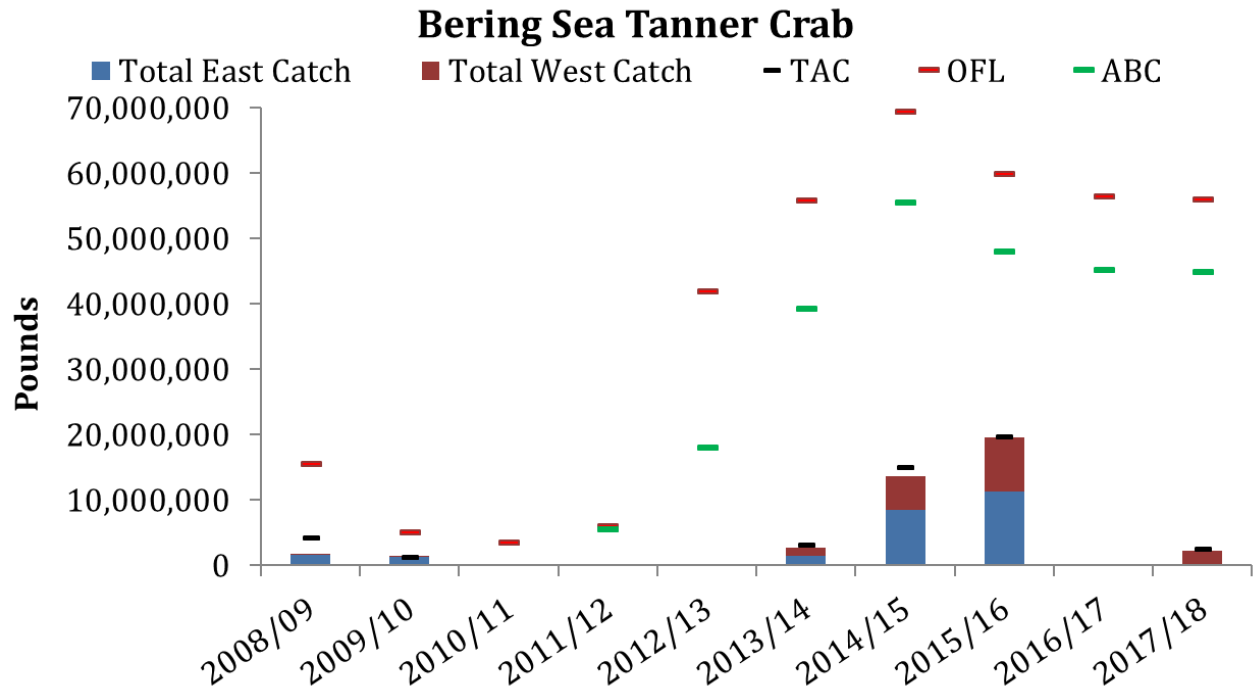 Bering Sea Tanner Crab
Total East Catch Total West Catch TAC OFL ABC
70,000,000
60,000,000
50,000,000
40,000,000
30,000,000
20,000,000
10,000,000
0
Pounds
2008/09 2009/10 2010/11 2011/12 2012/13 2013/14 2014/15 2015/16 2016/17 2017/18